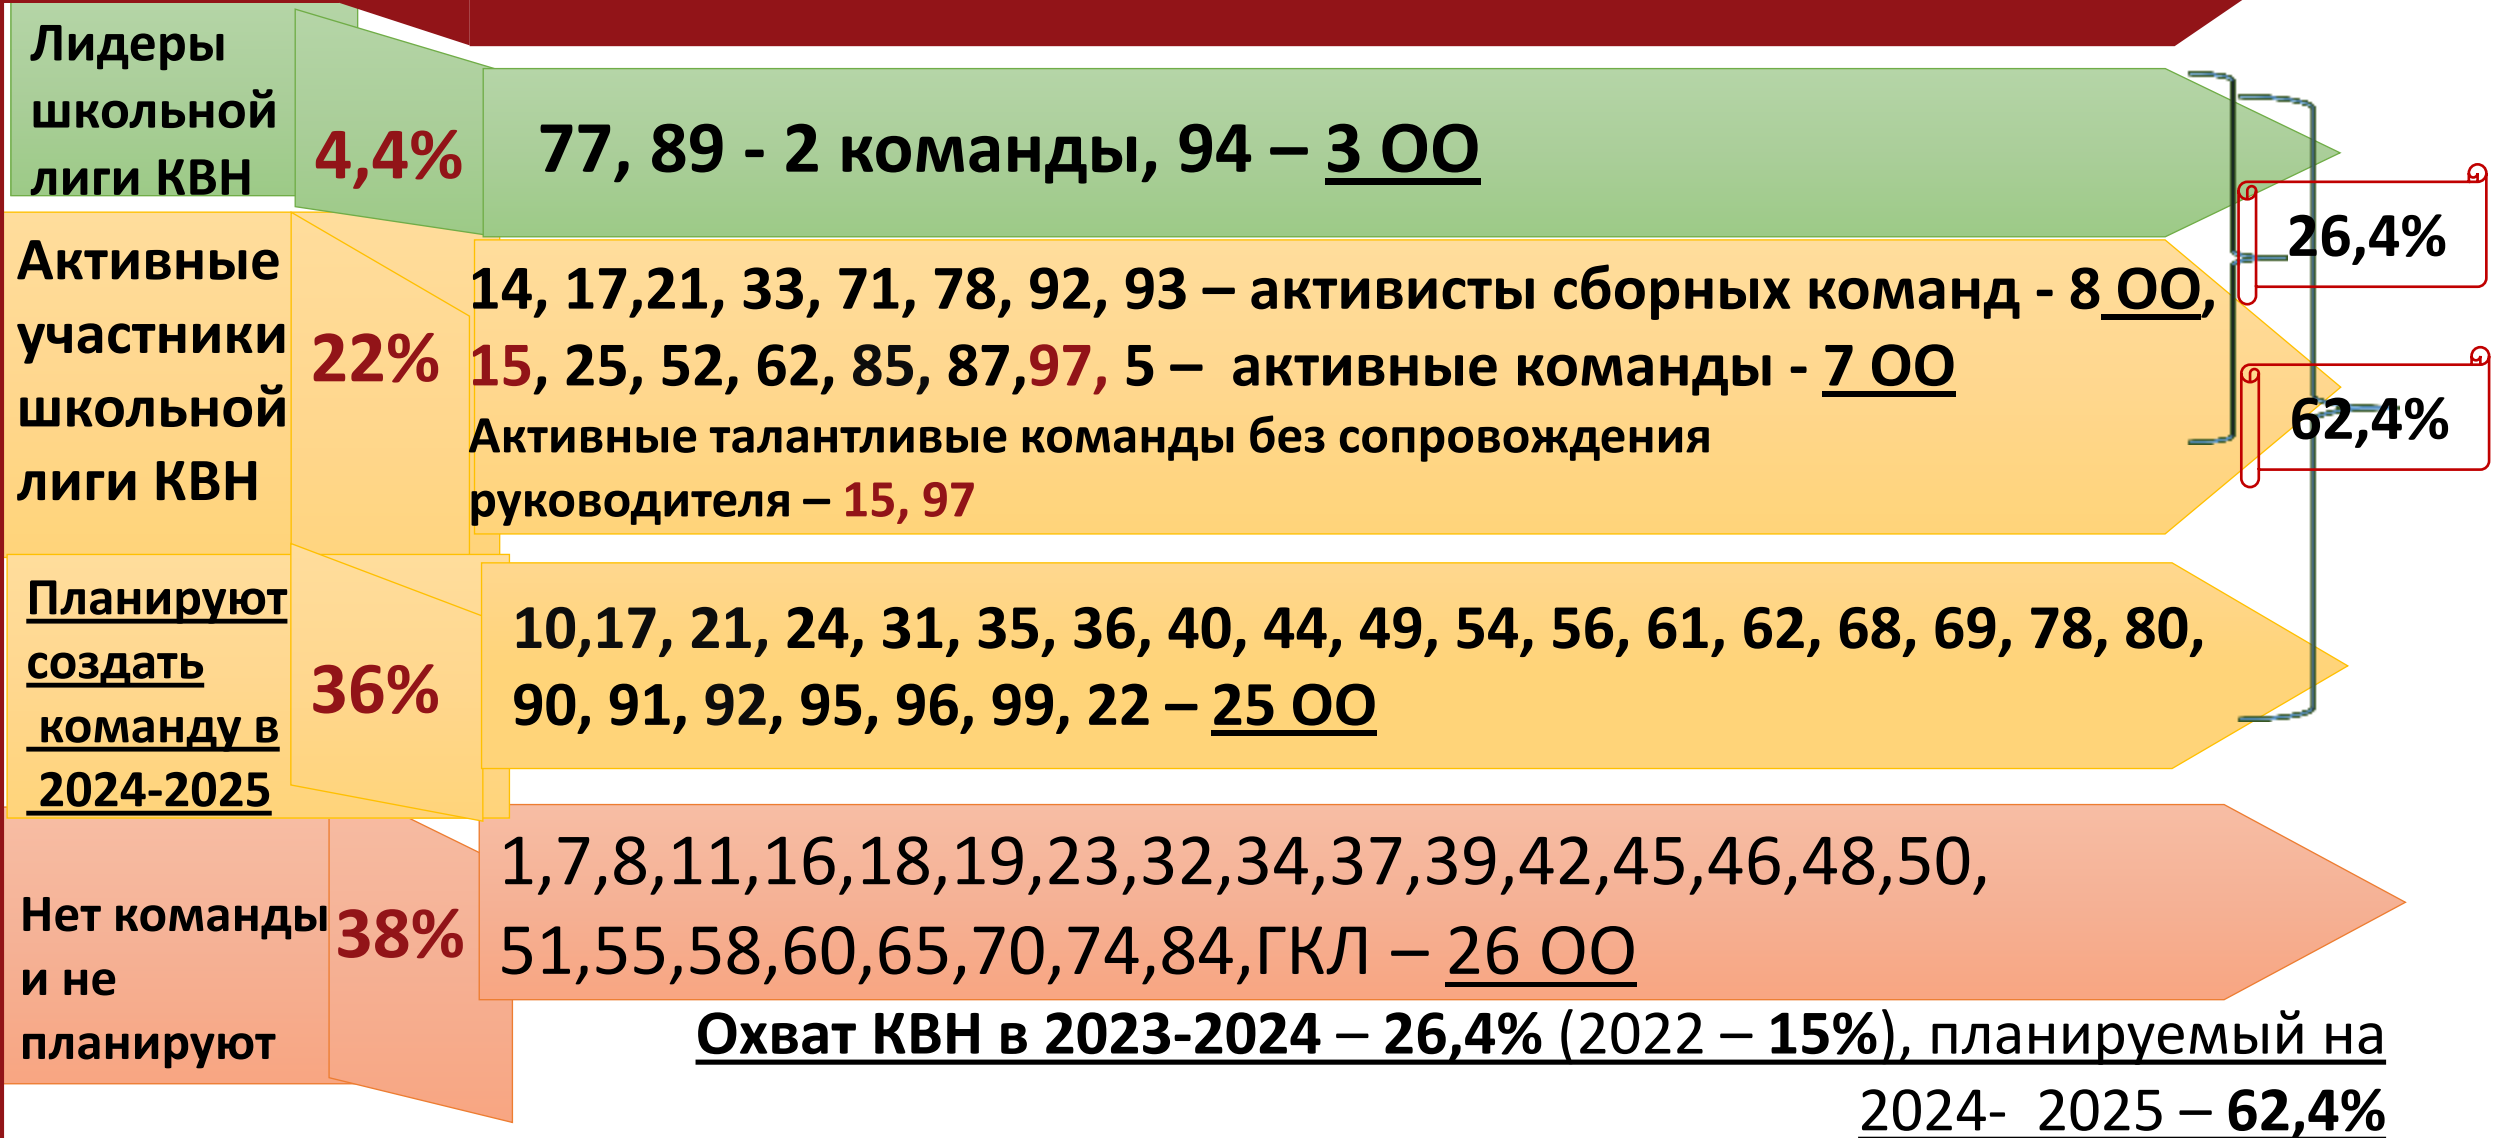 Лидеры
школьной
лиги КВН
4,4%
77, 89 - 2 команды, 94 – 3 ОО
26,4%
Активные
участники
школьной
лиги КВН
22%
14, 17,21, 33, 71, 78, 92, 93 – активисты сборных команд - 8 ОО,
15, 25, 52, 62, 85, 87,97, 5 – активные команды - 7 ОО
Активные талантливые команды без сопровождения
руководителя – 15, 97
62,4%
Планируют
создать
команду в
2024-2025
36%
10,17, 21, 24, 31, 35, 36, 40, 44, 49, 54, 56, 61, 62, 68, 69, 78, 80,
90, 91, 92, 95, 96, 99, 22 – 25 ОО
Нет команды
и не
планируют
38%
1,7,8,11,16,18,19,23,32,34,37,39,42,45,46,48,50,
51,55,58,60,65,70,74,84,ГКЛ – 26 ОО
Охват КВН в 2023-2024 – 26,4% (2022 – 15%), планируемый на
2024- 2025 – 62,4%